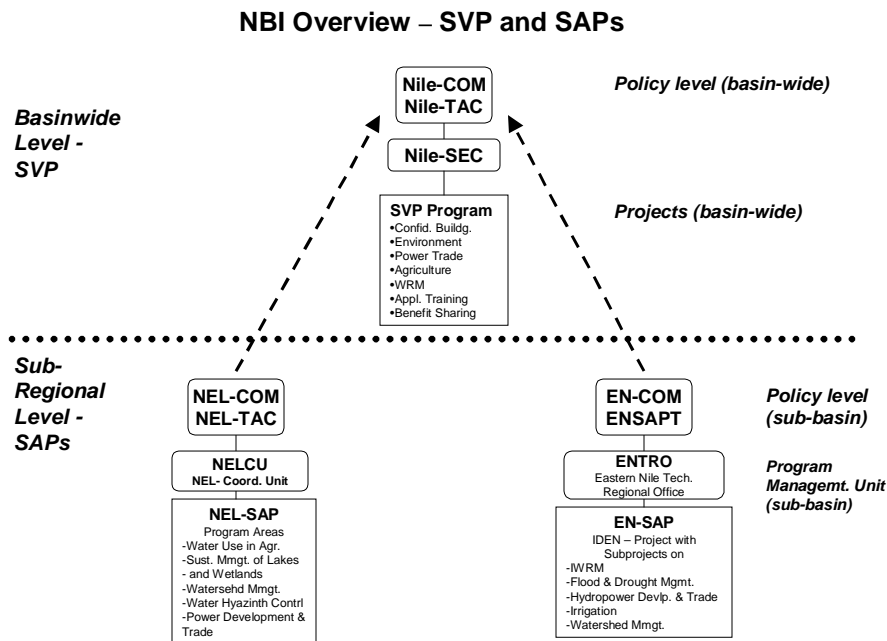 NBI Overview – SVP and SAPs
Basinwide
Level -
SVP
Nile-COM
Nile-TAC
Policy level (basin-wide)
Nile-SEC
SVP Program
•Confid. Buildg.
•Environment
•Power Trade
•Agriculture
•WRM
•Appl. Training
•Benefit Sharing
Projects (basin-wide)
Sub-
Regional
Level -
SAPs
NEL-COM
NEL-TAC
EN-COM
ENSAPT
Policy level
(sub-basin)
NELCU
NEL- Coord. Unit
ENTRO
Eastern Nile Tech.
Regional Office
Program
Managemt. Unit
(sub-basin)
NEL-SAP
Program Areas
-Water Use in Agr.
-Sust. Mmgt. of Lakes
- and Wetlands
-Watersehd Mmgt.
-Water Hyazinth Contrl
-Power Development &
Trade
EN-SAP
IDEN – Project with
Subprojects on
-IWRM
-Flood & Drought Mgmt.
-Hydropower Devlp. & Trade
-Irrigation
-Watershed Mmgt.